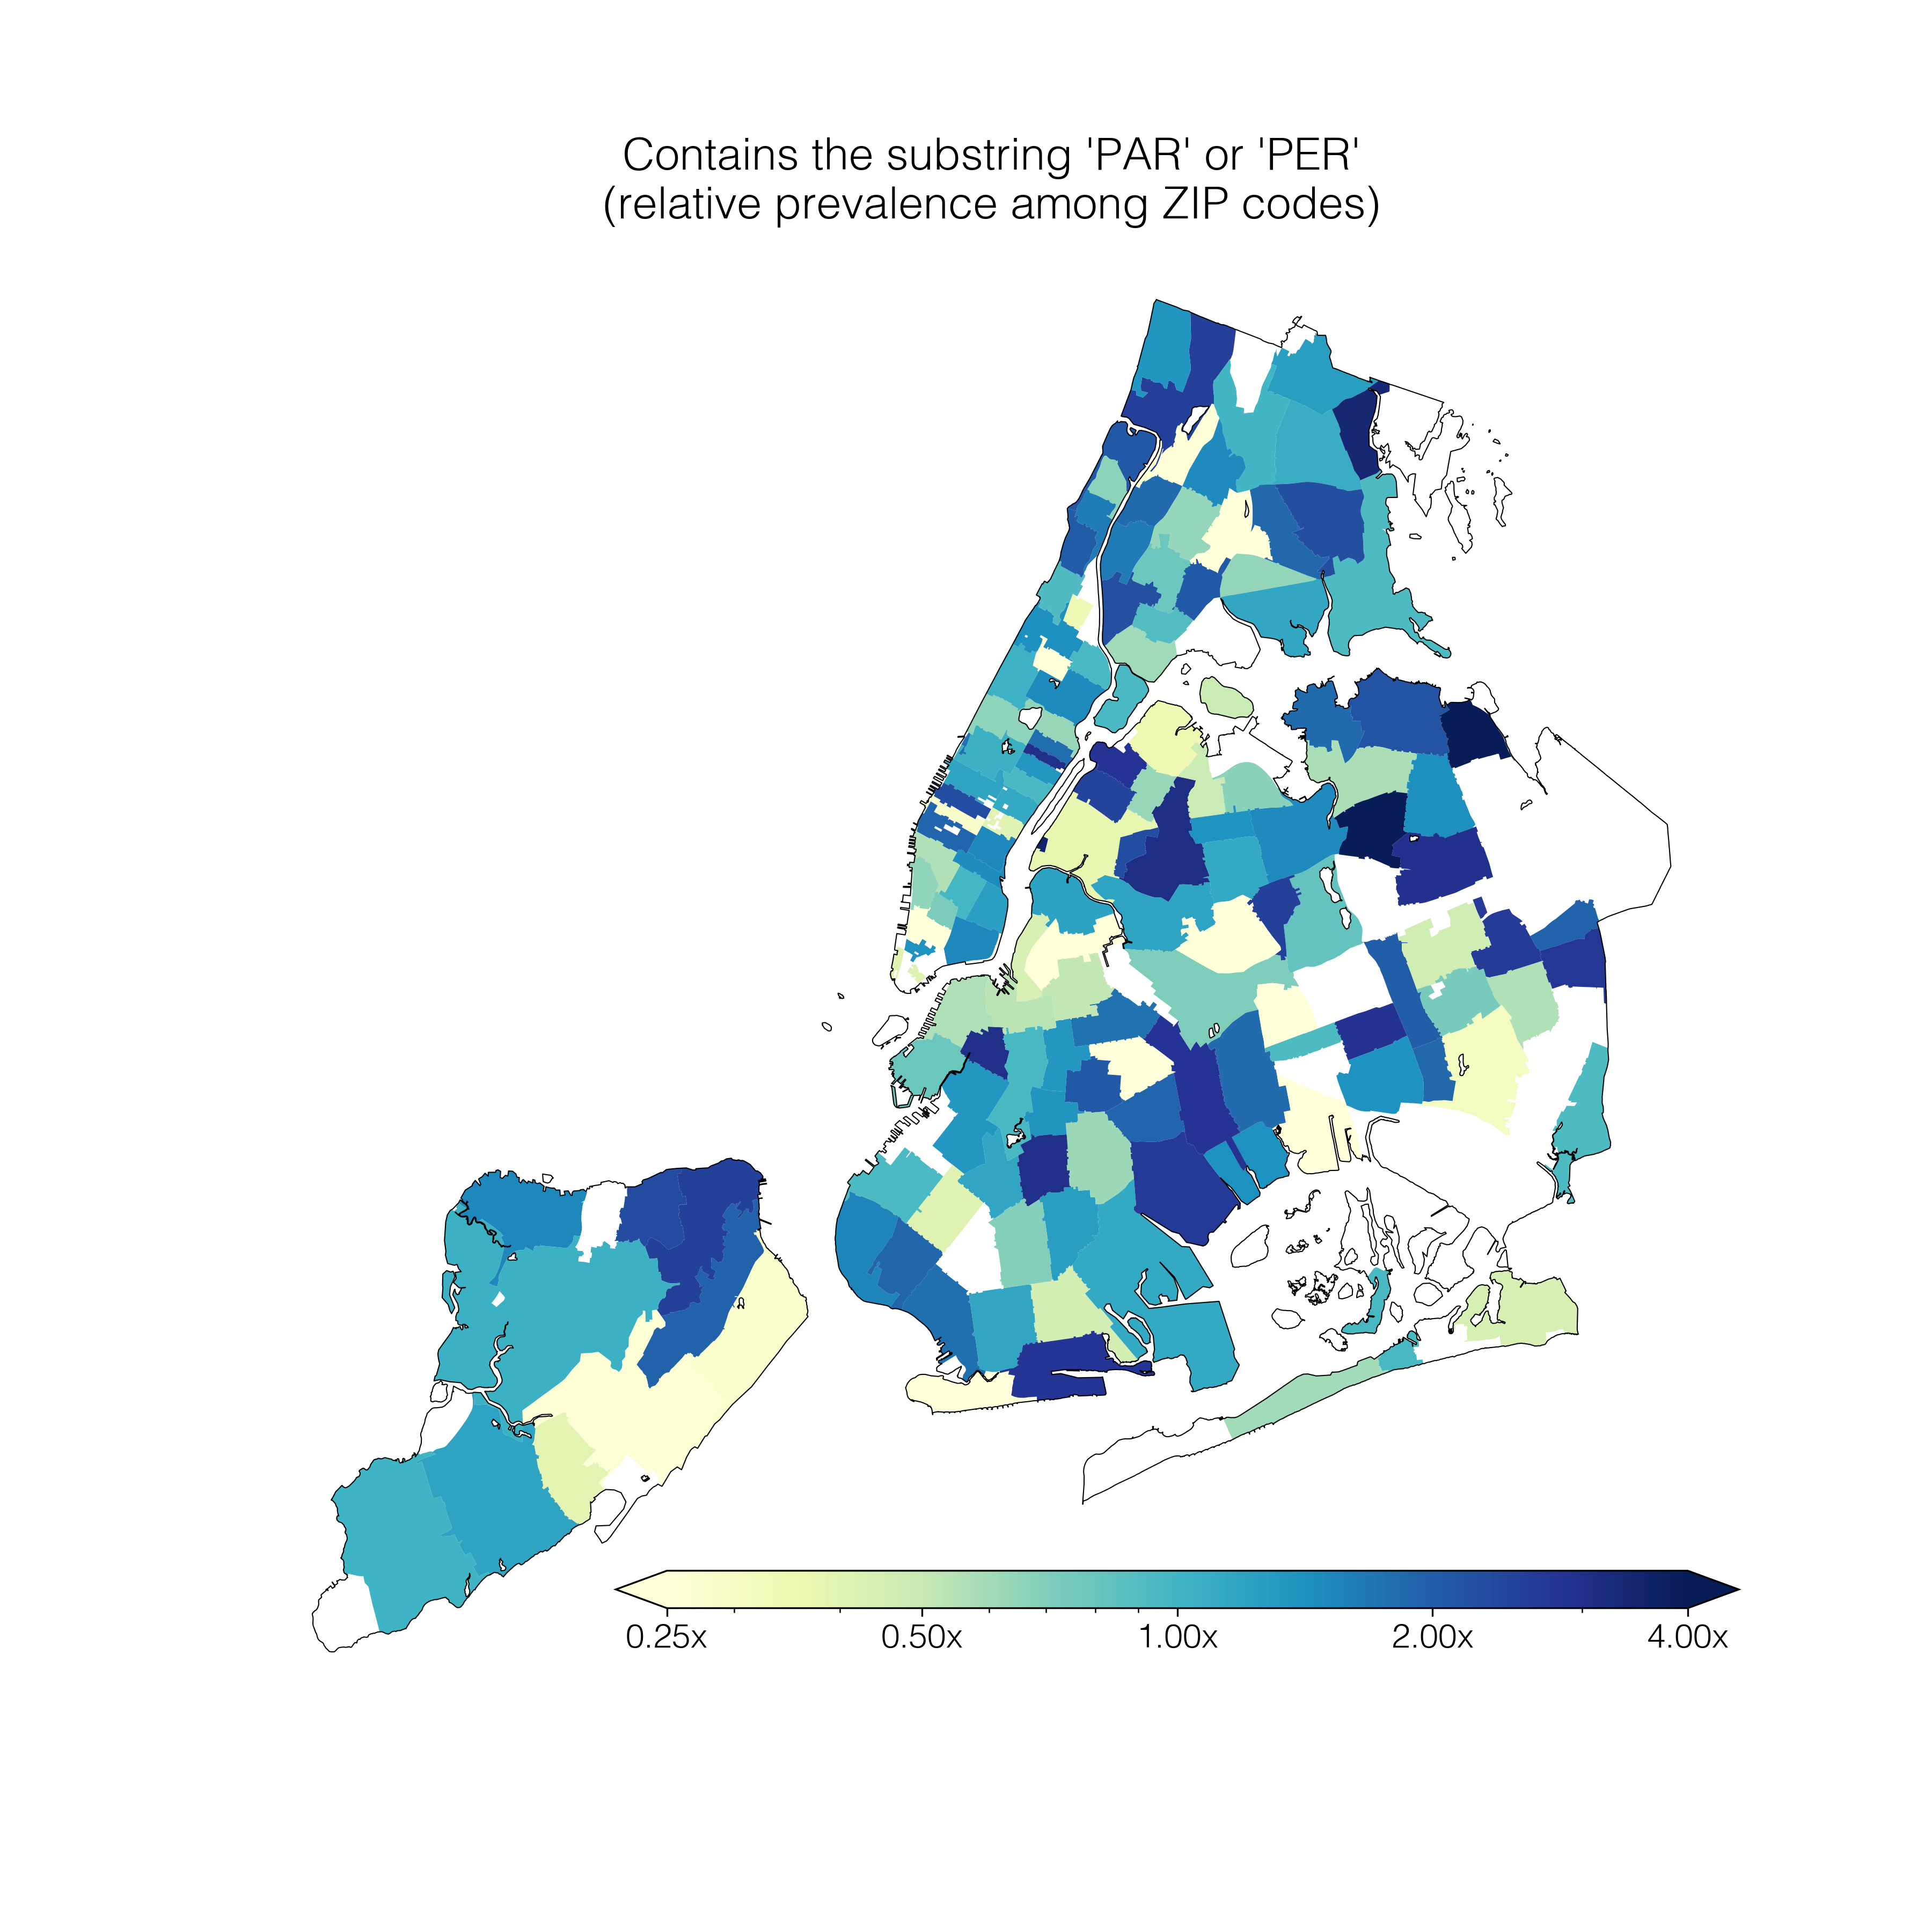 Contains the substring 'PAR' or 'PER'
(relative prevalence among ZIP codes)
0.25x 0.50x 1.00x 2.00x 4.00x